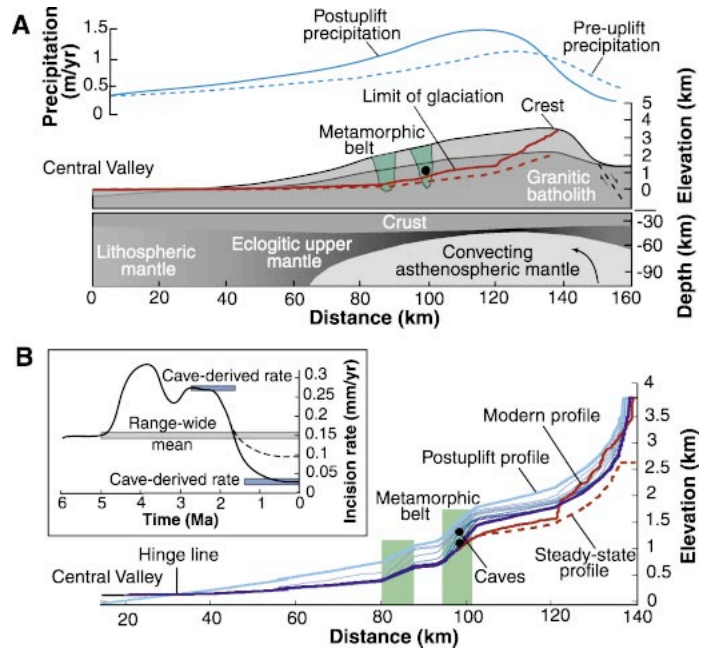 A
Precipitation
(m/yr)
1.5
1
0.5
0
Postuplift
precipitation
Pre-uplift
precipitation
Limit of glaciation
Crest
Metamorphic
belt
Central Valley
Granitic
batholith
5
4
3
2
1
0
Elevation (km)
Crust
Lithospheric
mantle
Eclogitic upper
mantle
Convecting
asthenospheric mantle
-30
-60
-90
Depth (km)
0 20 40 60 80 100 120 140 160
Distance (km)
B
Cave-derived rate
Range-wide
mean
Cave-derived rate
0.3
0.25
0.15
0.05
0
Incision rate (mm/yr)
6 5 4 3 2 1 0
Time (Ma)
Modern profile
Postuplift profile
Metamorphic
belt
Hinge line
Central Valley
Caves
Steady-state
profile
4
3.5
3
2.5
2
1.5
1
0.5
0
Elevation (km)
20 40 60 80 100 120 140
Distance (km)